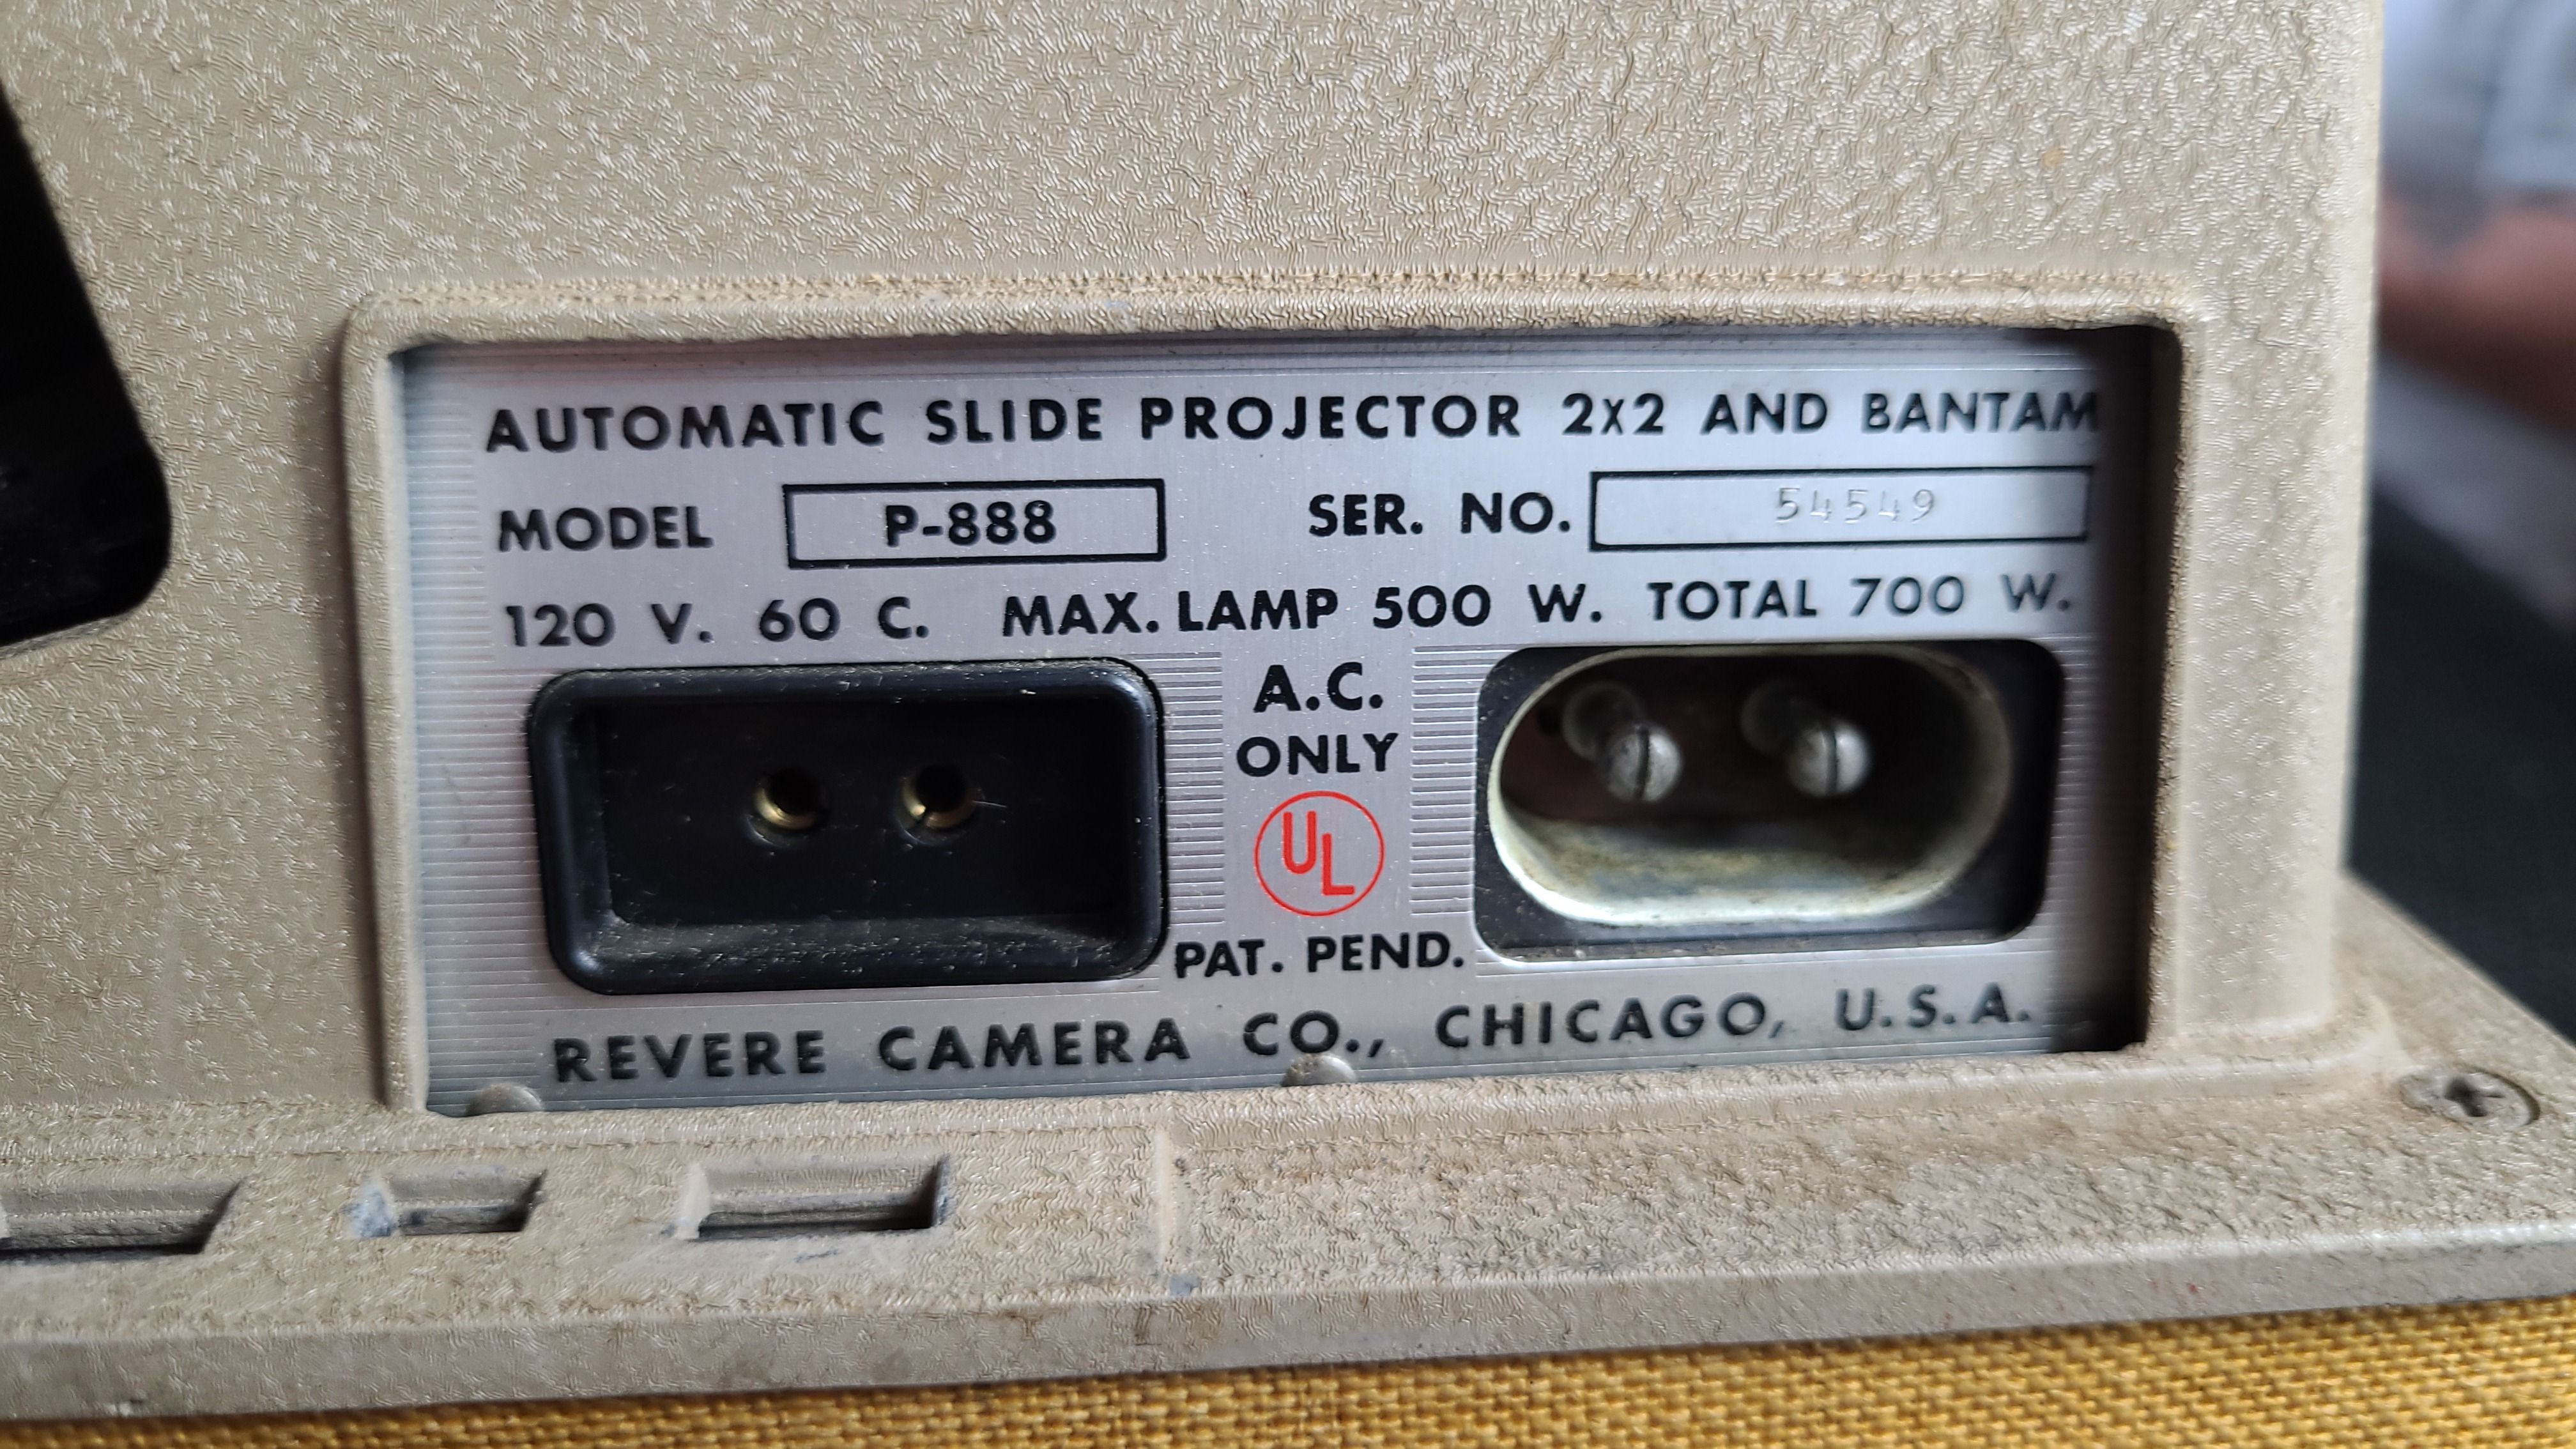 AUTOMATIC SLIDE PROJECTOR 2X2 AND BANTAM
MODEL P-888 SER. NO. 54549
120 V. 60 C. MAX. LAMP 500 W. TOTAL 700 W.
A.C.
ONLY
UL
PAT. PEND.
REVERE CAMERA CO., CHICAGO, U.S.A.